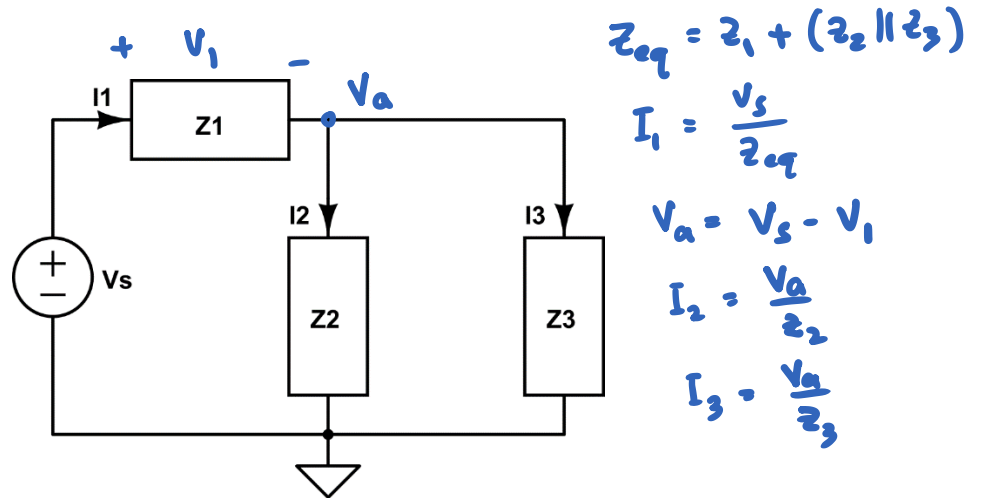 + V₁ -
Va
I1
Z1
I2
I3
+
−
Vs
Z2
Z3
Zeq = Z₁ + (Z₂ || Z₃)
I₁ = Vs / Zeq
Va = Vs - V₁
I₂ = Va / Z₂
I₃ = Va / Z₃